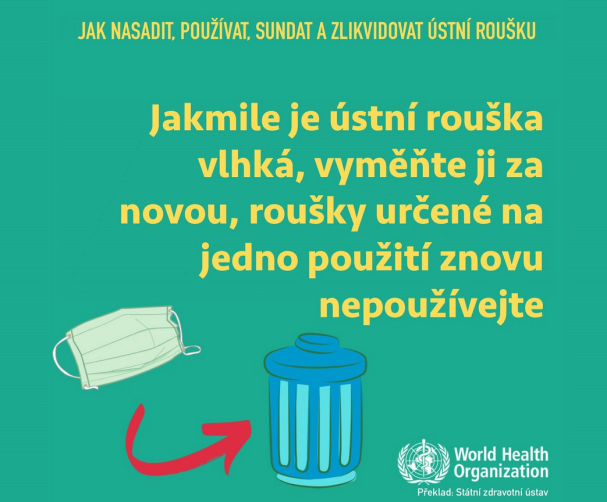 JAK NASADIT, POUŽÍVAT, SUNDAT A ZLIKVIDOVAT ÚSTNÍ ROUŠKU
Jakmile je ústní rouška
vlhká, vyměňte ji za
novou, roušky určené na
jedno použití znovu
nepoužívejte
World Health
Organization
Překlad: Státní zdravotní ústav